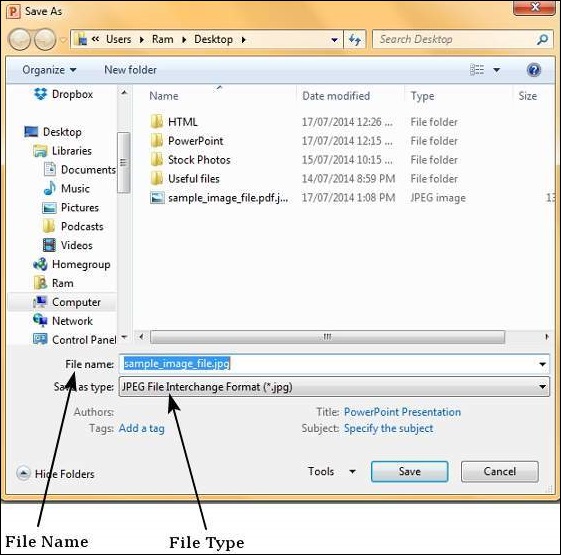 Save As
« Users ▸ Ram ▸ Desktop ▸ Search Desktop
Organize ▾ New folder
Name Date modified Type Size
Dropbox
Desktop
Libraries
Documents
Music
Pictures
Podcasts
Videos
Homegroup
Ram
Computer
Network
Control Panel
HTML 17/07/2014 12:26 ... File folder
PowerPoint 17/07/2014 12:15 ... File folder
Stock Photos 15/07/2014 10:15 ... File folder
Useful files 14/07/2014 8:59 PM File folder
sample_image_file.pdf.j... 17/07/2014 1:08 PM JPEG image 13
File name: sample_image_file.jpg
Save as type: JPEG File Interchange Format (*.jpg)
Authors: Title: PowerPoint Presentation
Tags: Add a tag Subject: Specify the subject
Hide Folders Tools Save Cancel
File Name File Type